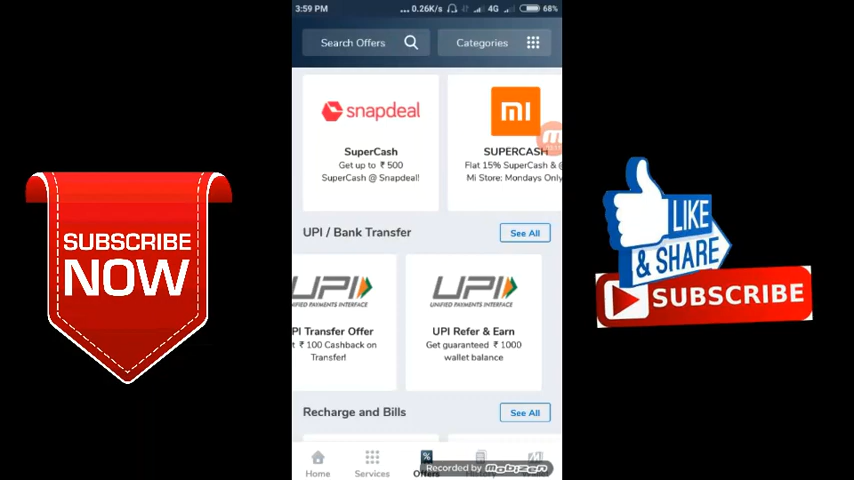 3:59 PM
... 0.26K/s
4G
68%
Search Offers
Categories
snapdeal
mi
SuperCash
Get up to ₹ 500
SuperCash @ Snapdeal!
SUPERCASH
Flat 15% SuperCash &
Mi Store: Mondays Only
UPI / Bank Transfer
See All
UPI
UNIFIED PAYMENTS INTERFACE
PI Transfer Offer
₹ 100 Cashback on
Transfer!
UPI
UNIFIED PAYMENTS INTERFACE
UPI Refer & Earn
Get guaranteed ₹ 1000
wallet balance
Recharge and Bills
See All
Home
Services
Offers
Recorded by Mobizen
SUBSCRIBE
NOW
LIKE
& SHARE
SUBSCRIBE